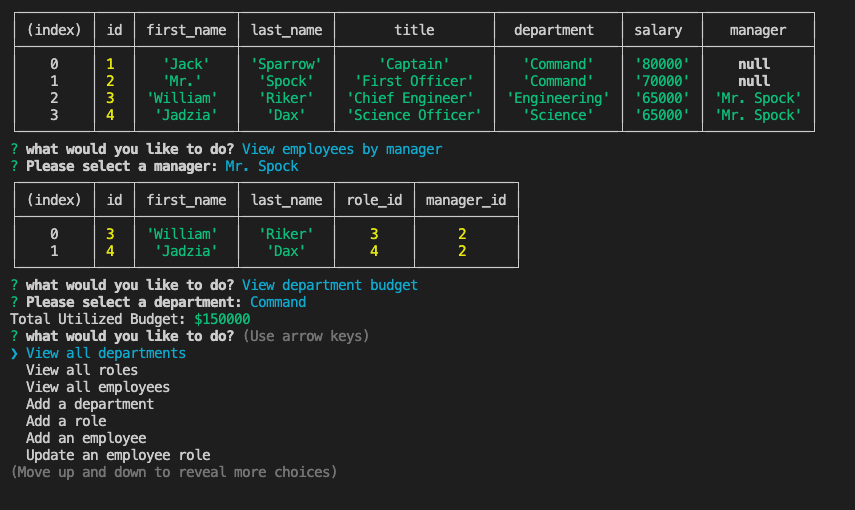 (index) id first_name last_name title department salary manager
0 1 'Jack' 'Sparrow' 'Captain' 'Command' '80000' null
1 2 'Mr.' 'Spock' 'First Officer' 'Command' '70000' null
2 3 'William' 'Riker' 'Chief Engineer' 'Engineering' '65000' 'Mr. Spock'
3 4 'Jadzia' 'Dax' 'Science Officer' 'Science' '65000' 'Mr. Spock'
? what would you like to do? View employees by manager
? Please select a manager: Mr. Spock
(index) id first_name last_name role_id manager_id
0 3 'William' 'Riker' 3 2
1 4 'Jadzia' 'Dax' 4 2
? what would you like to do? View department budget
? Please select a department: Command
Total Utilized Budget: $150000
? what would you like to do? (Use arrow keys)
❯ View all departments
View all roles
View all employees
Add a department
Add a role
Add an employee
Update an employee role
(Move up and down to reveal more choices)